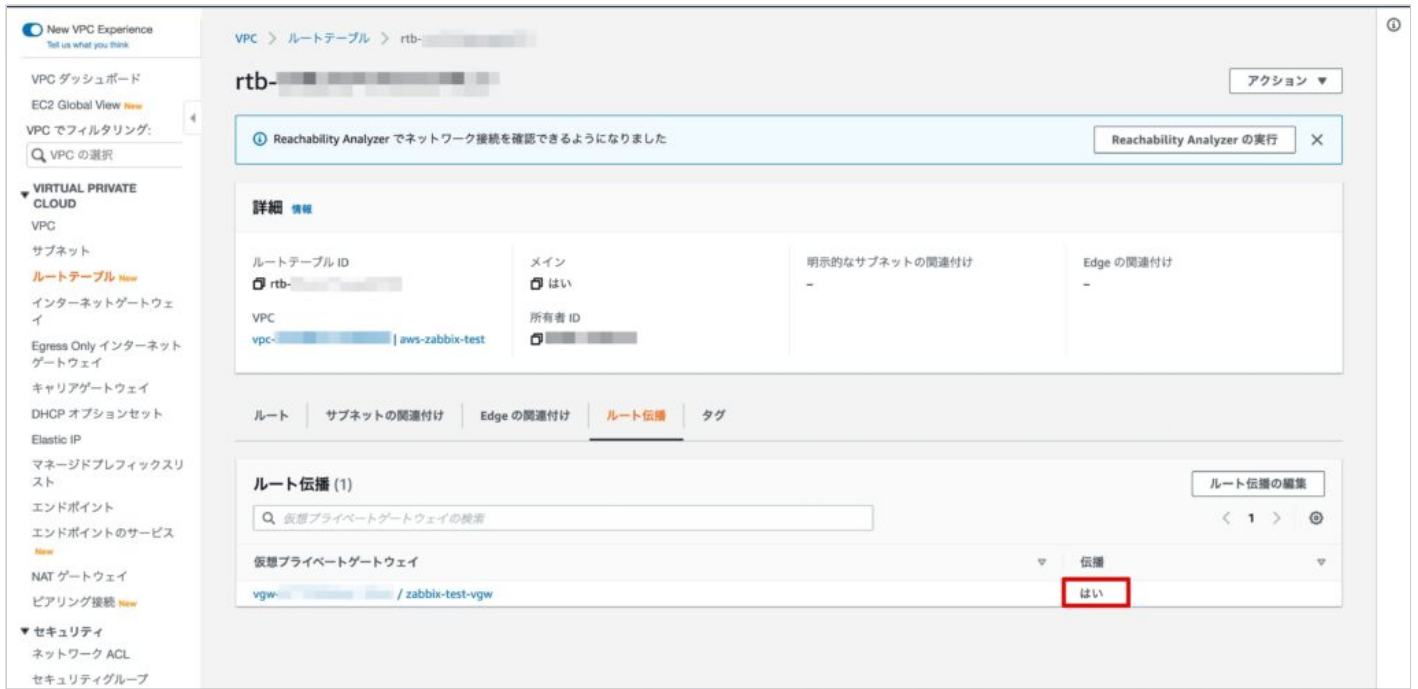 New VPC Experience
Tell us what you think
VPC ダッシュボード
EC2 Global View New
VPC でフィルタリング:
VPC の選択
VIRTUAL PRIVATE
CLOUD
VPC
サブネット
ルートテーブル New
インターネットゲートウェ
イ
Egress Only インターネット
ゲートウェイ
キャリアゲートウェイ
DHCP オプションセット
Elastic IP
マネージドプレフィックスリ
スト
エンドポイント
エンドポイントのサービス
New
NAT ゲートウェイ
ピアリング接続 New
セキュリティ
ネットワーク ACL
セキュリティグループ
VPC > ルートテーブル > rtb-
rtb-
アクション
Reachability Analyzer でネットワーク接続を確認できるようになりました
Reachability Analyzer の実行
詳細 情報
ルートテーブル ID
rtb-
メイン
はい
明示的なサブネットの関連付け
–
Edge の関連付け
–
VPC
vpc- | aws-zabbix-test
所有者 ID
ルート サブネットの関連付け Edge の関連付け ルート伝播 タグ
ルート伝播 (1)
ルート伝播の編集
仮想プライベートゲートウェイの検索
< 1 >
仮想プライベートゲートウェイ 伝播
vgw- / zabbix-test-vgw はい